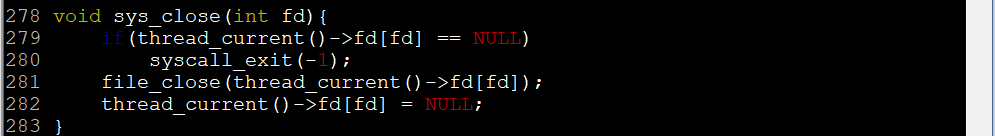 278 void sys_close(int fd){
279     if(thread_current()->fd[fd] == NULL)
280         syscall_exit(-1);
281     file_close(thread_current()->fd[fd]);
282     thread_current()->fd[fd] = NULL;
283 }